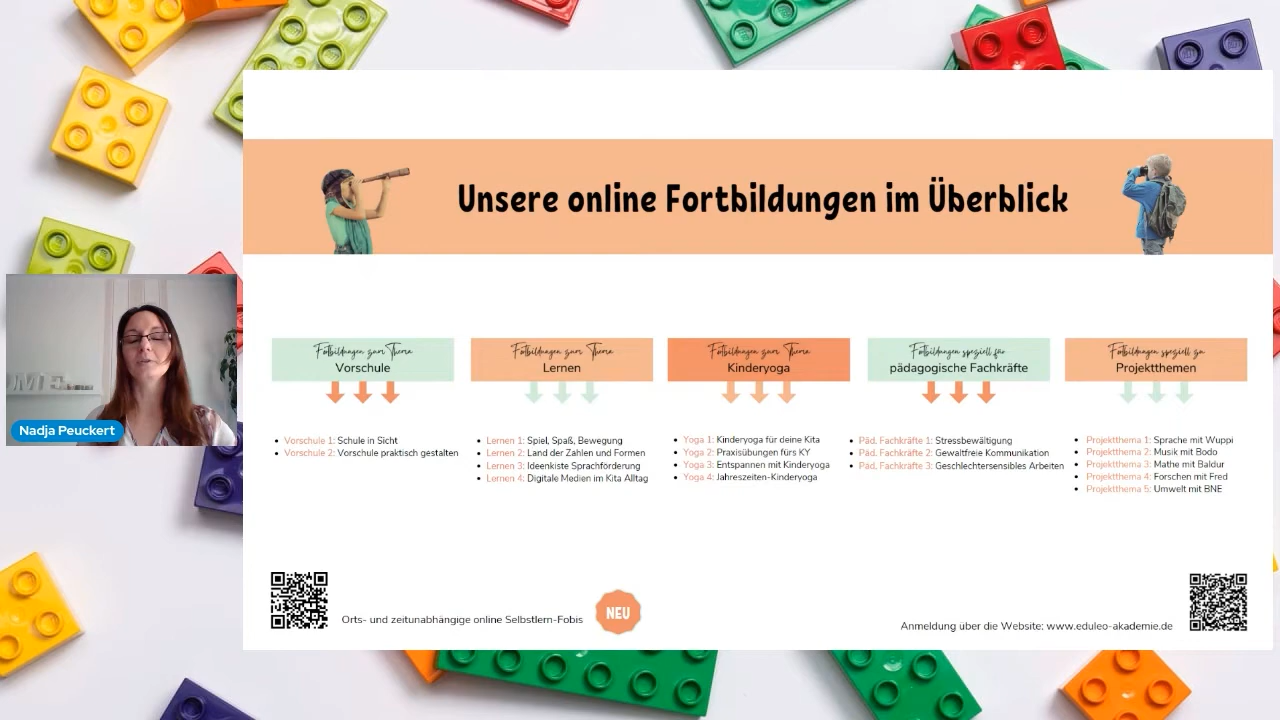 Unsere online Fortbildungen im Überblick
Fortbildungen zum Thema
Vorschule
Fortbildungen zum Thema
Lernen
Fortbildungen zum Thema
Kinderyoga
Fortbildungen speziell für
pädagogische Fachkräfte
Fortbildungen speziell zu
Projektthemen
Vorschule 1: Schule in Sicht
Vorschule 2: Vorschule praktisch gestalten
Lernen 1: Spiel, Spaß, Bewegung
Lernen 2: Land der Zahlen und Formen
Lernen 3: Ideenkiste Sprachförderung
Lernen 4: Digitale Medien im Kita Alltag
Yoga 1: Kinderyoga für deine Kita
Yoga 2: Praxisübungen fürs KY
Yoga 3: Entspannen mit Kinderyoga
Yoga 4: Jahreszeiten-Kinderyoga
Päd. Fachkräfte 1: Stressbewältigung
Päd. Fachkräfte 2: Gewaltfreie Kommunikation
Päd. Fachkräfte 3: Geschlechtersensibles Arbeiten
Projektthema 1: Sprache mit Wuppi
Projektthema 2: Musik mit Bodo
Projektthema 3: Mathe mit Baldur
Projektthema 4: Forschen mit Fred
Projektthema 5: Umwelt mit BNE
Nadja Peuckert
Orts- und zeitunabhängige online Selbstlern-Fobis
NEU
Anmeldung über die Website: www.eduleo-akademie.de